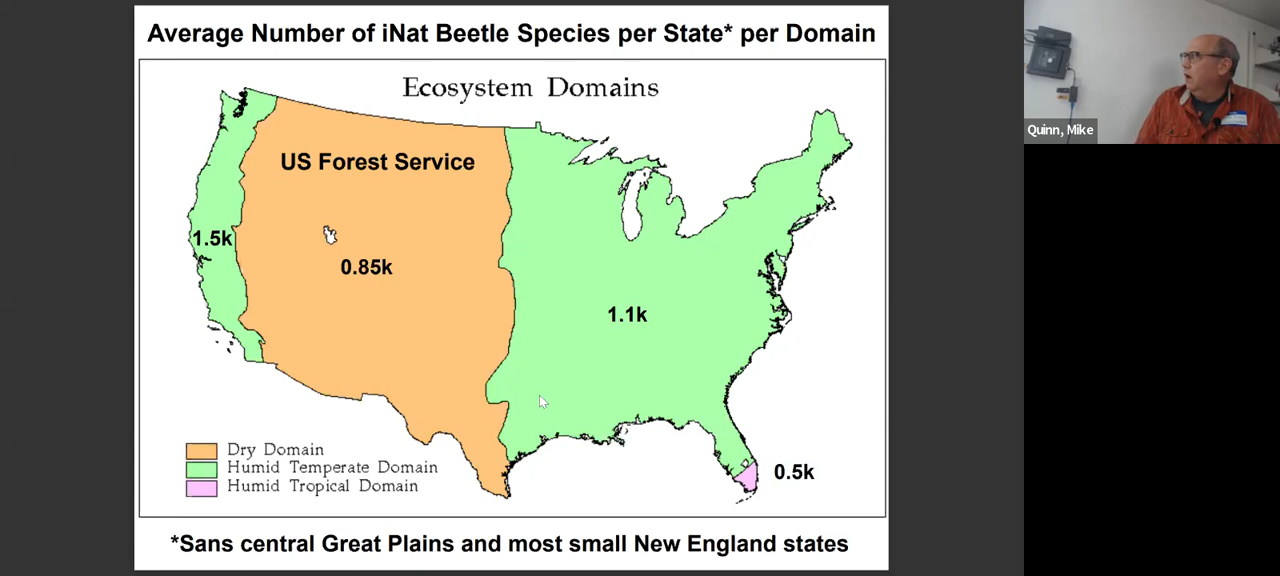 Average Number of iNat Beetle Species per State* per Domain
Ecosystem Domains
US Forest Service
1.5k
0.85k
1.1k
0.5k
Dry Domain
Humid Temperate Domain
Humid Tropical Domain
*Sans central Great Plains and most small New England states
Quinn, Mike